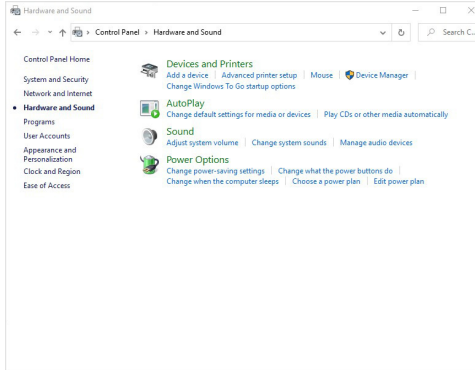 Hardware and Sound
Control Panel > Hardware and Sound
Search C...
Control Panel Home
System and Security
Network and Internet
Hardware and Sound
Programs
User Accounts
Appearance and
Personalization
Clock and Region
Ease of Access
Devices and Printers
Add a device | Advanced printer setup | Mouse | Device Manager |
Change Windows To Go startup options
AutoPlay
Change default settings for media or devices | Play CDs or other media automatically
Sound
Adjust system volume | Change system sounds | Manage audio devices
Power Options
Change power-saving settings | Change what the power buttons do |
Change when the computer sleeps | Choose a power plan | Edit power plan